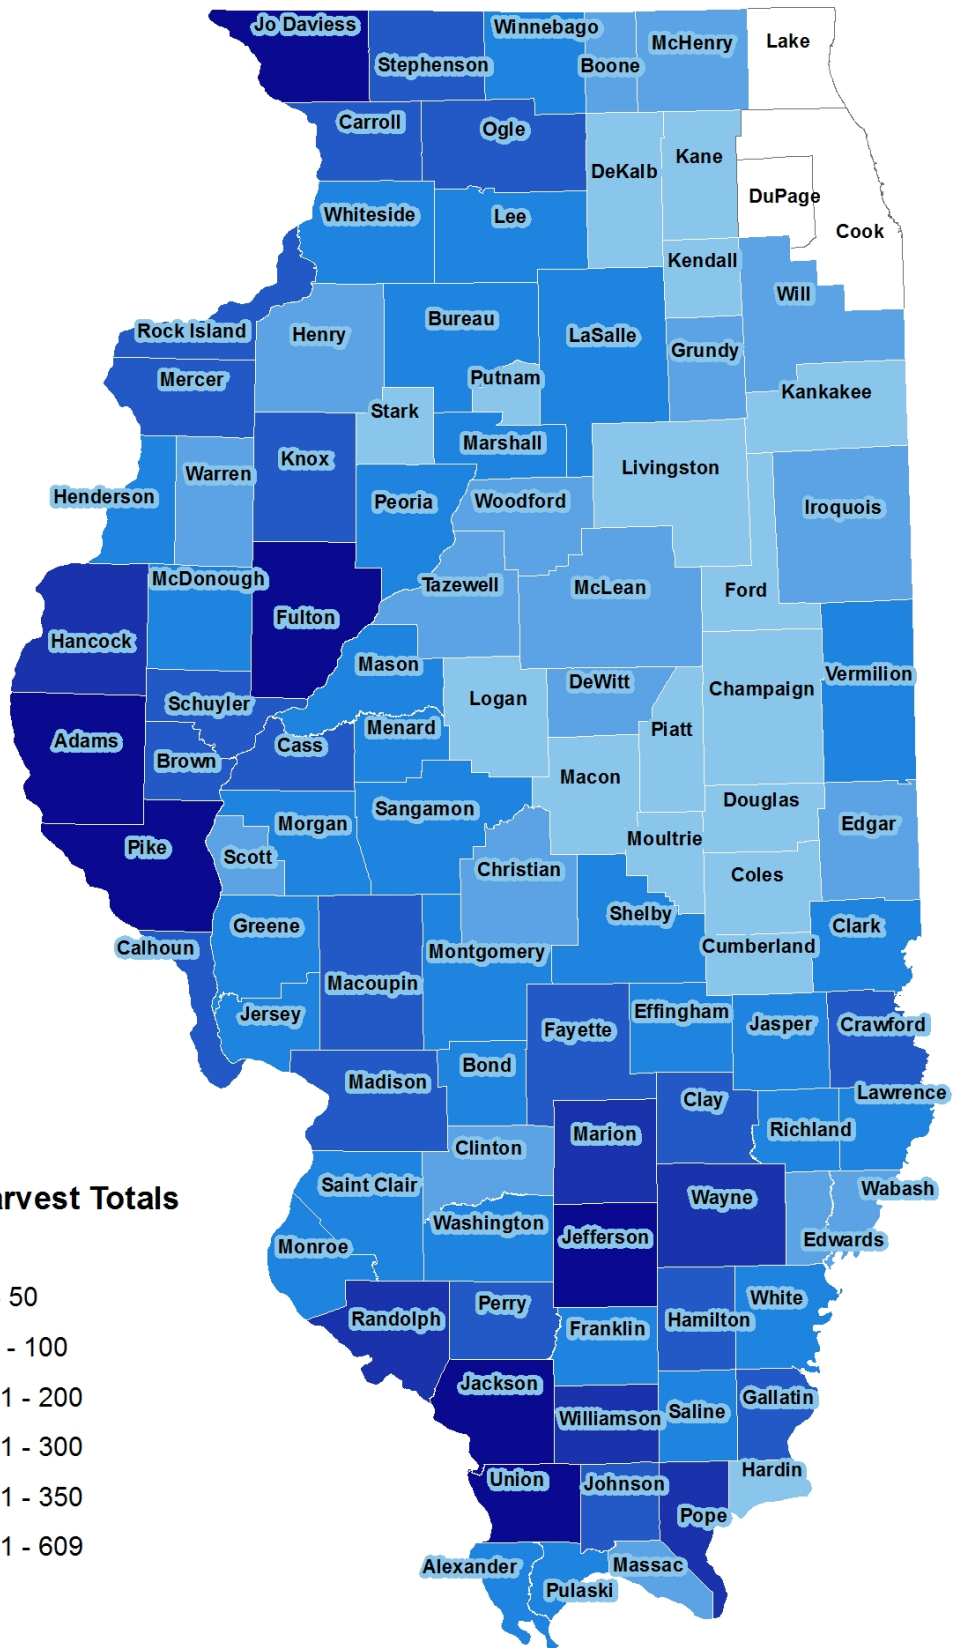 Jo Daviess
Stephenson
Winnebago
Boone
McHenry
Lake
Carroll
Ogle
DeKalb
Kane
DuPage
Cook
Whiteside
Lee
Kendall
Will
Rock Island
Henry
Bureau
LaSalle
Grundy
Mercer
Putnam
Kankakee
Stark
Knox
Warren
Marshall
Livingston
Henderson
Peoria
Woodford
Iroquois
McDonough
Tazewell
McLean
Ford
Fulton
Hancock
Mason
DeWitt
Champaign
Vermilion
Schuyler
Logan
Adams
Cass
Menard
Piatt
Brown
Macon
Douglas
Sangamon
Morgan
Edgar
Pike
Moultrie
Scott
Christian
Coles
Shelby
Greene
Clark
Calhoun
Montgomery
Cumberland
Macoupin
Jersey
Effingham
Fayette
Jasper
Crawford
Bond
Madison
Clay
Lawrence
Marion
Richland
Clinton
Saint Clair
Wayne
Wabash
arvest Totals
Washington
Jefferson
Monroe
Edwards
50
- 100
1 - 200
1 - 300
1 - 350
1 - 609
Perry
White
Randolph
Franklin
Hamilton
Jackson
Gallatin
Williamson
Saline
Union
Johnson
Hardin
Pope
Alexander
Massac
Pulaski